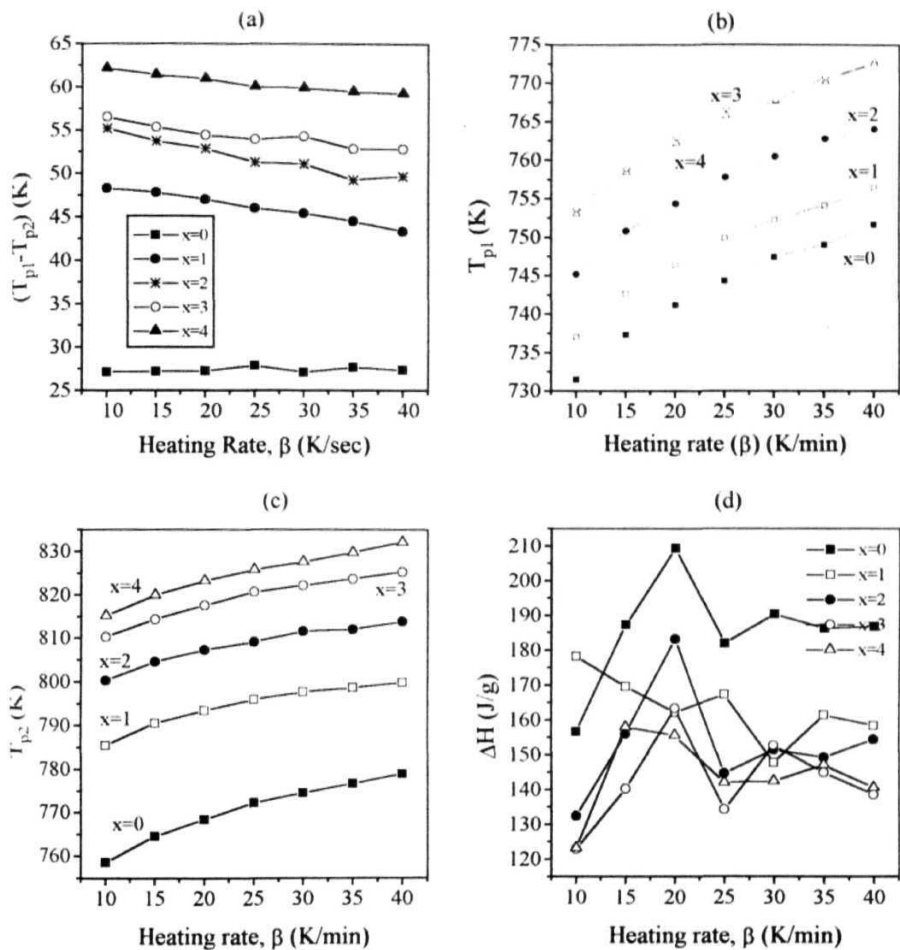 (a)
65
60
55
50
45
40
35
30
25
(T_p1-T_p2) (K)
x=0
x=1
x=2
x=3
x=4
10 15 20 25 30 35 40
Heating Rate, β (K/sec)
(b)
775
770
765
760
755
750
745
740
735
730
T_p1 (K)
x=3
x=2
x=4
x=1
x=0
10 15 20 25 30 35 40
Heating rate (β) (K/min)
(c)
830
820
810
800
790
780
770
760
T_p2 (K)
x=4
x=3
x=2
x=1
x=0
10 15 20 25 30 35 40
Heating rate, β (K/min)
(d)
210
200
190
180
170
160
150
140
130
120
ΔH (J/g)
x=0
x=1
x=2
x=3
x=4
10 15 20 25 30 35 40
Heating rate, β (K/min)